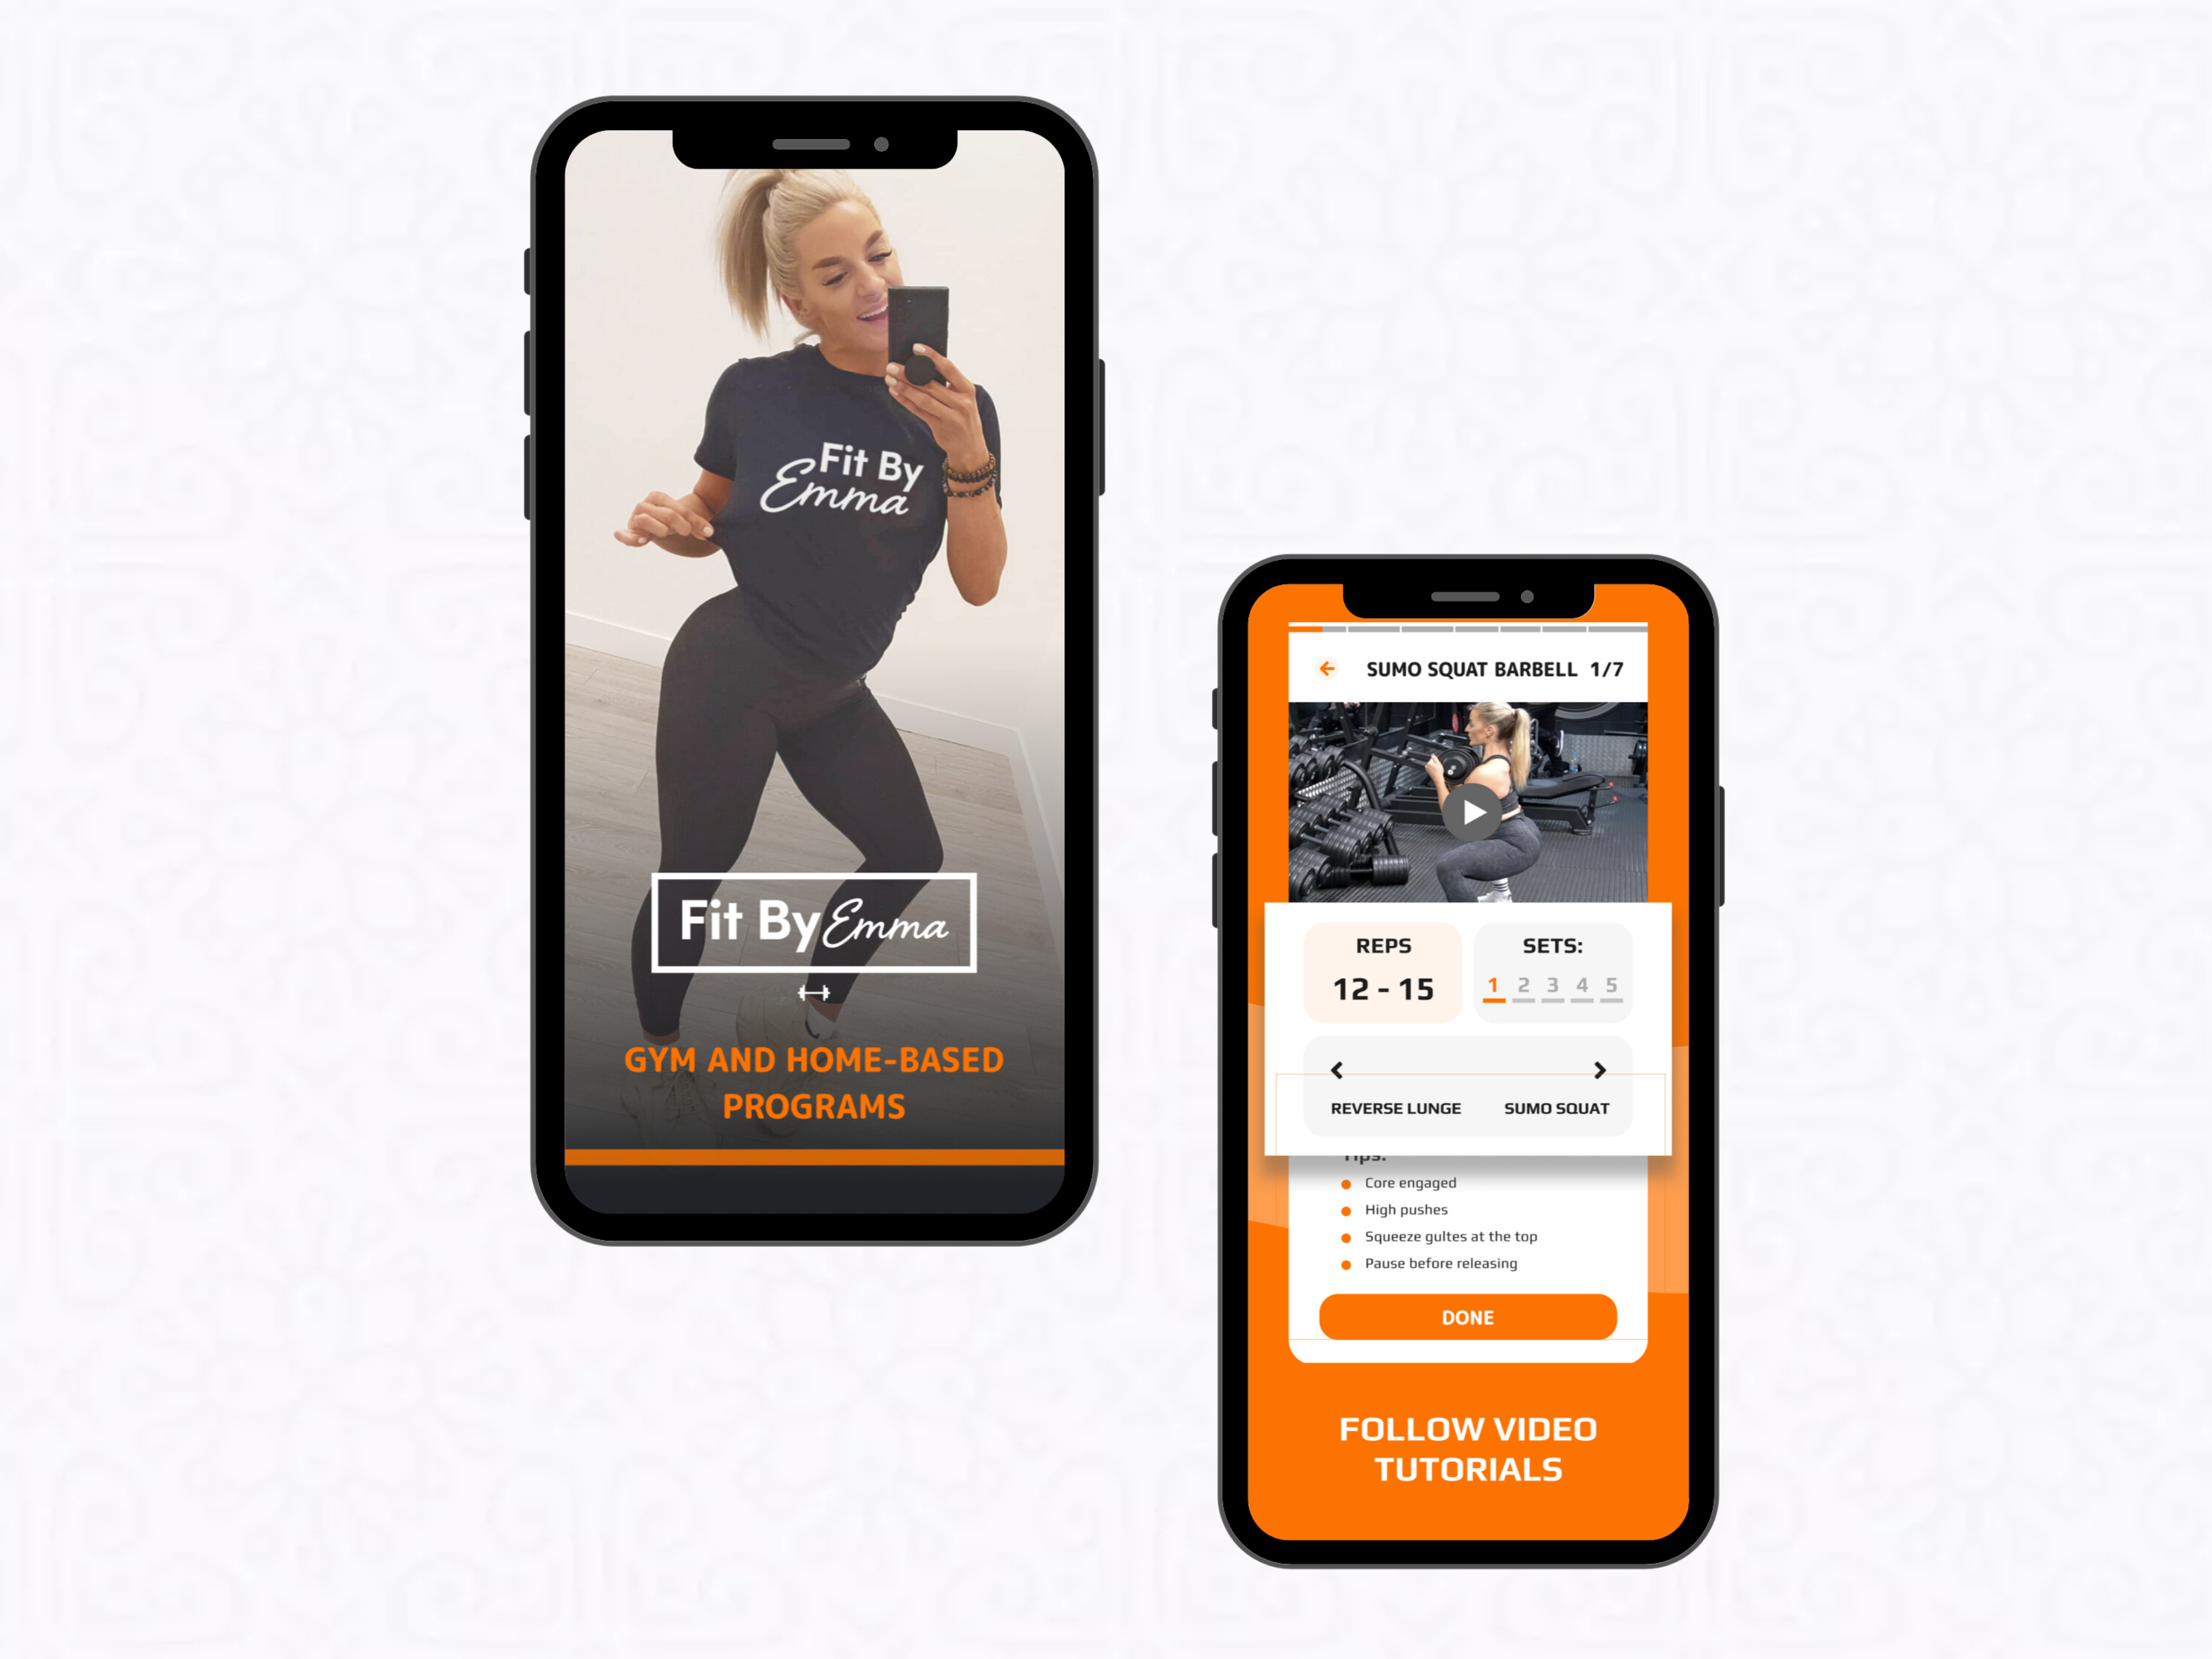 Fit By
Emma
Fit By Emma
GYM AND HOME-BASED
PROGRAMS
SUMO SQUAT BARBELL 1/7
REPS
12 - 15
SETS:
1 2 3 4 5
REVERSE LUNGE
SUMO SQUAT
Tips:
Core engaged
High pushes
Squeeze gultes at the top
Pause before releasing
DONE
FOLLOW VIDEO
TUTORIALS